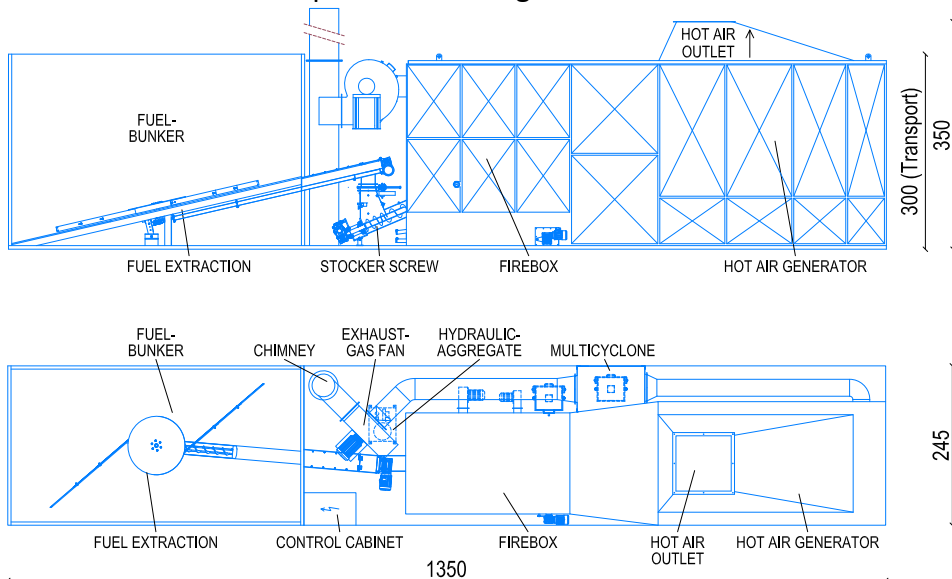 HOT AIR
OUTLET
FUEL-
BUNKER
300 (Transport)
350
FUEL EXTRACTION
STOCKER SCREW
FIREBOX
HOT AIR GENERATOR
FUEL-
BUNKER
CHIMNEY
EXHAUST-
GAS FAN
HYDRAULIC-
AGGREGATE
MULTICYCLONE
245
FUEL EXTRACTION
CONTROL CABINET
FIREBOX
HOT AIR
OUTLET
HOT AIR GENERATOR
1350